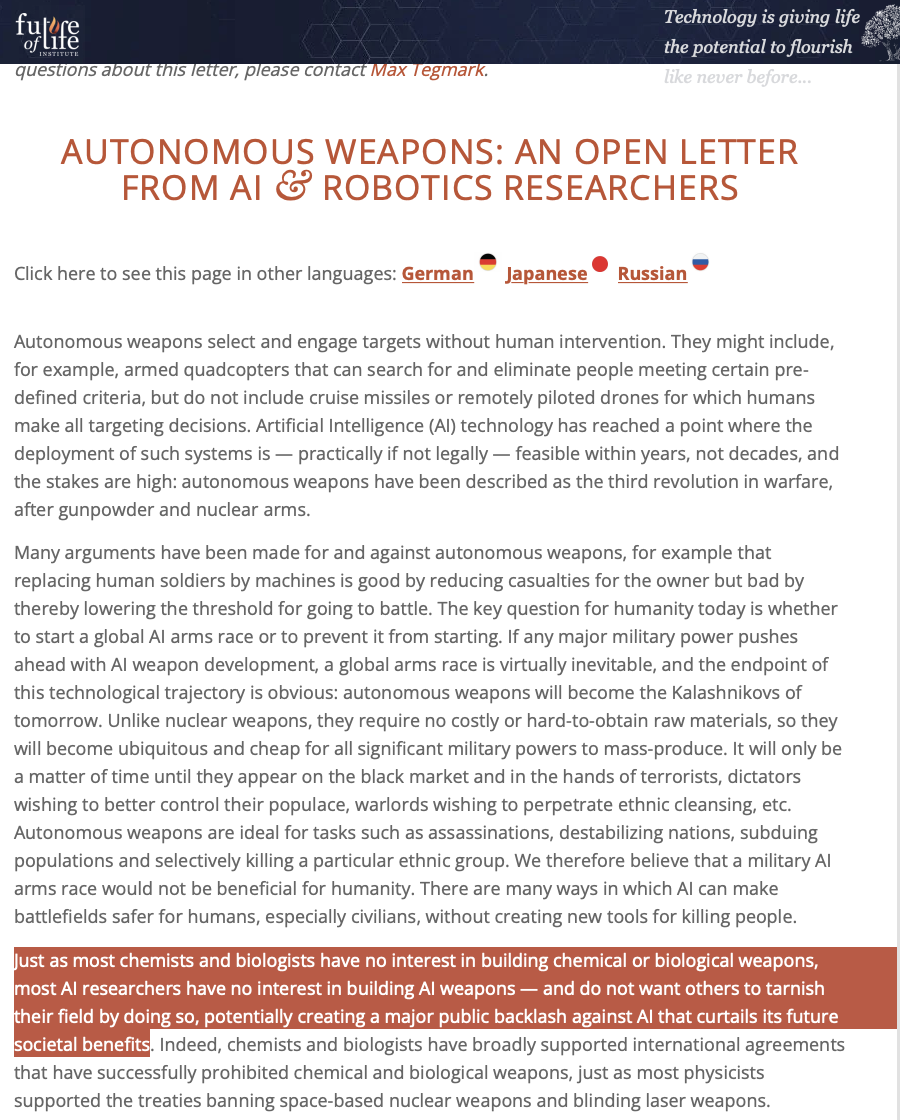 future
of life
INSTITUTE
Technology is giving life
the potential to flourish
like never before...
questions about this letter, please contact Max Tegmark.
AUTONOMOUS WEAPONS: AN OPEN LETTER
FROM AI & ROBOTICS RESEARCHERS
Click here to see this page in other languages: German Japanese Russian
Autonomous weapons select and engage targets without human intervention. They might include,
for example, armed quadcopters that can search for and eliminate people meeting certain pre-
defined criteria, but do not include cruise missiles or remotely piloted drones for which humans
make all targeting decisions. Artificial Intelligence (AI) technology has reached a point where the
deployment of such systems is — practically if not legally — feasible within years, not decades, and
the stakes are high: autonomous weapons have been described as the third revolution in warfare,
after gunpowder and nuclear arms.
Many arguments have been made for and against autonomous weapons, for example that
replacing human soldiers by machines is good by reducing casualties for the owner but bad by
thereby lowering the threshold for going to battle. The key question for humanity today is whether
to start a global AI arms race or to prevent it from starting. If any major military power pushes
ahead with AI weapon development, a global arms race is virtually inevitable, and the endpoint of
this technological trajectory is obvious: autonomous weapons will become the Kalashnikovs of
tomorrow. Unlike nuclear weapons, they require no costly or hard-to-obtain raw materials, so they
will become ubiquitous and cheap for all significant military powers to mass-produce. It will only be
a matter of time until they appear on the black market and in the hands of terrorists, dictators
wishing to better control their populace, warlords wishing to perpetrate ethnic cleansing, etc.
Autonomous weapons are ideal for tasks such as assassinations, destabilizing nations, subduing
populations and selectively killing a particular ethnic group. We therefore believe that a military AI
arms race would not be beneficial for humanity. There are many ways in which AI can make
battlefields safer for humans, especially civilians, without creating new tools for killing people.
Just as most chemists and biologists have no interest in building chemical or biological weapons,
most AI researchers have no interest in building AI weapons — and do not want others to tarnish
their field by doing so, potentially creating a major public backlash against AI that curtails its future
societal benefits. Indeed, chemists and biologists have broadly supported international agreements
that have successfully prohibited chemical and biological weapons, just as most physicists
supported the treaties banning space-based nuclear weapons and blinding laser weapons.